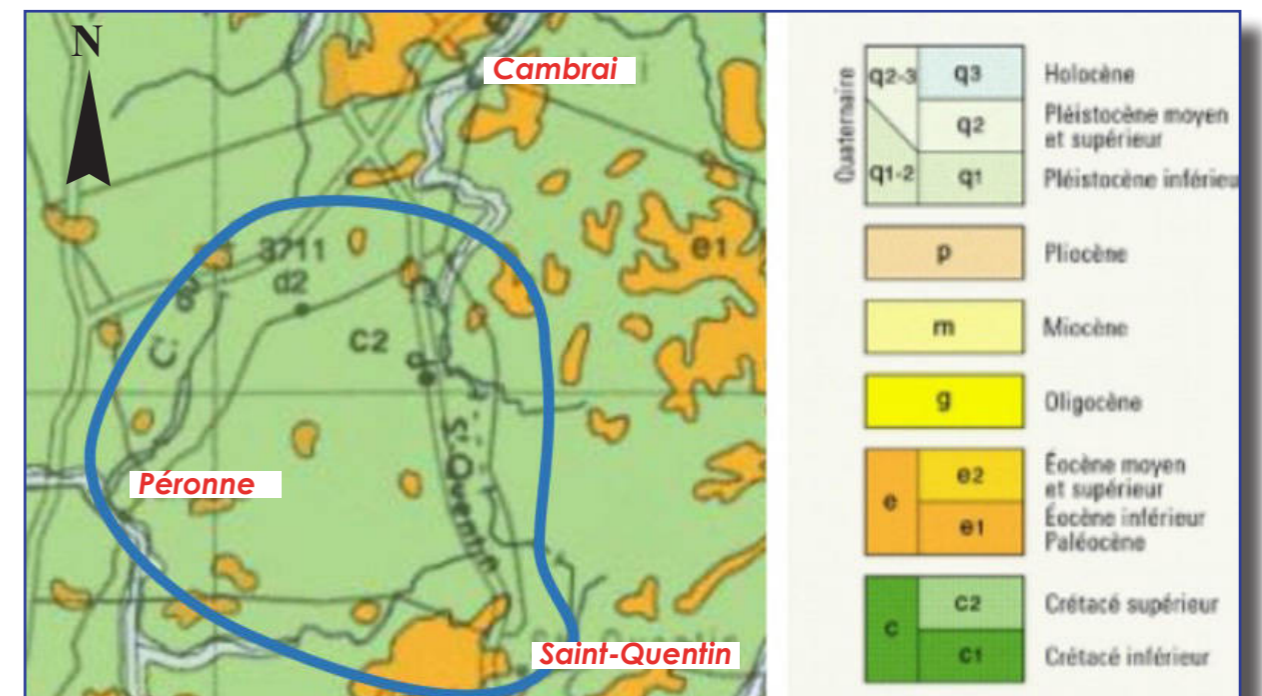 N
Cambrai
e1
3711
d2
C2
Péronne
St Quentin
Saint-Quentin
Quaternaire
q2-3
q3
Holocène
q2
Pléistocène moyen
et supérieur
q1-2
q1
Pléistocène inférieu
p
Pliocène
m
Miocène
g
Oligocène
e
e2
Éocène moyen
et supérieur
e1
Éocène inférieur
Paléocène
c
c2
Crétacé supérieur
c1
Crétacé inférieur